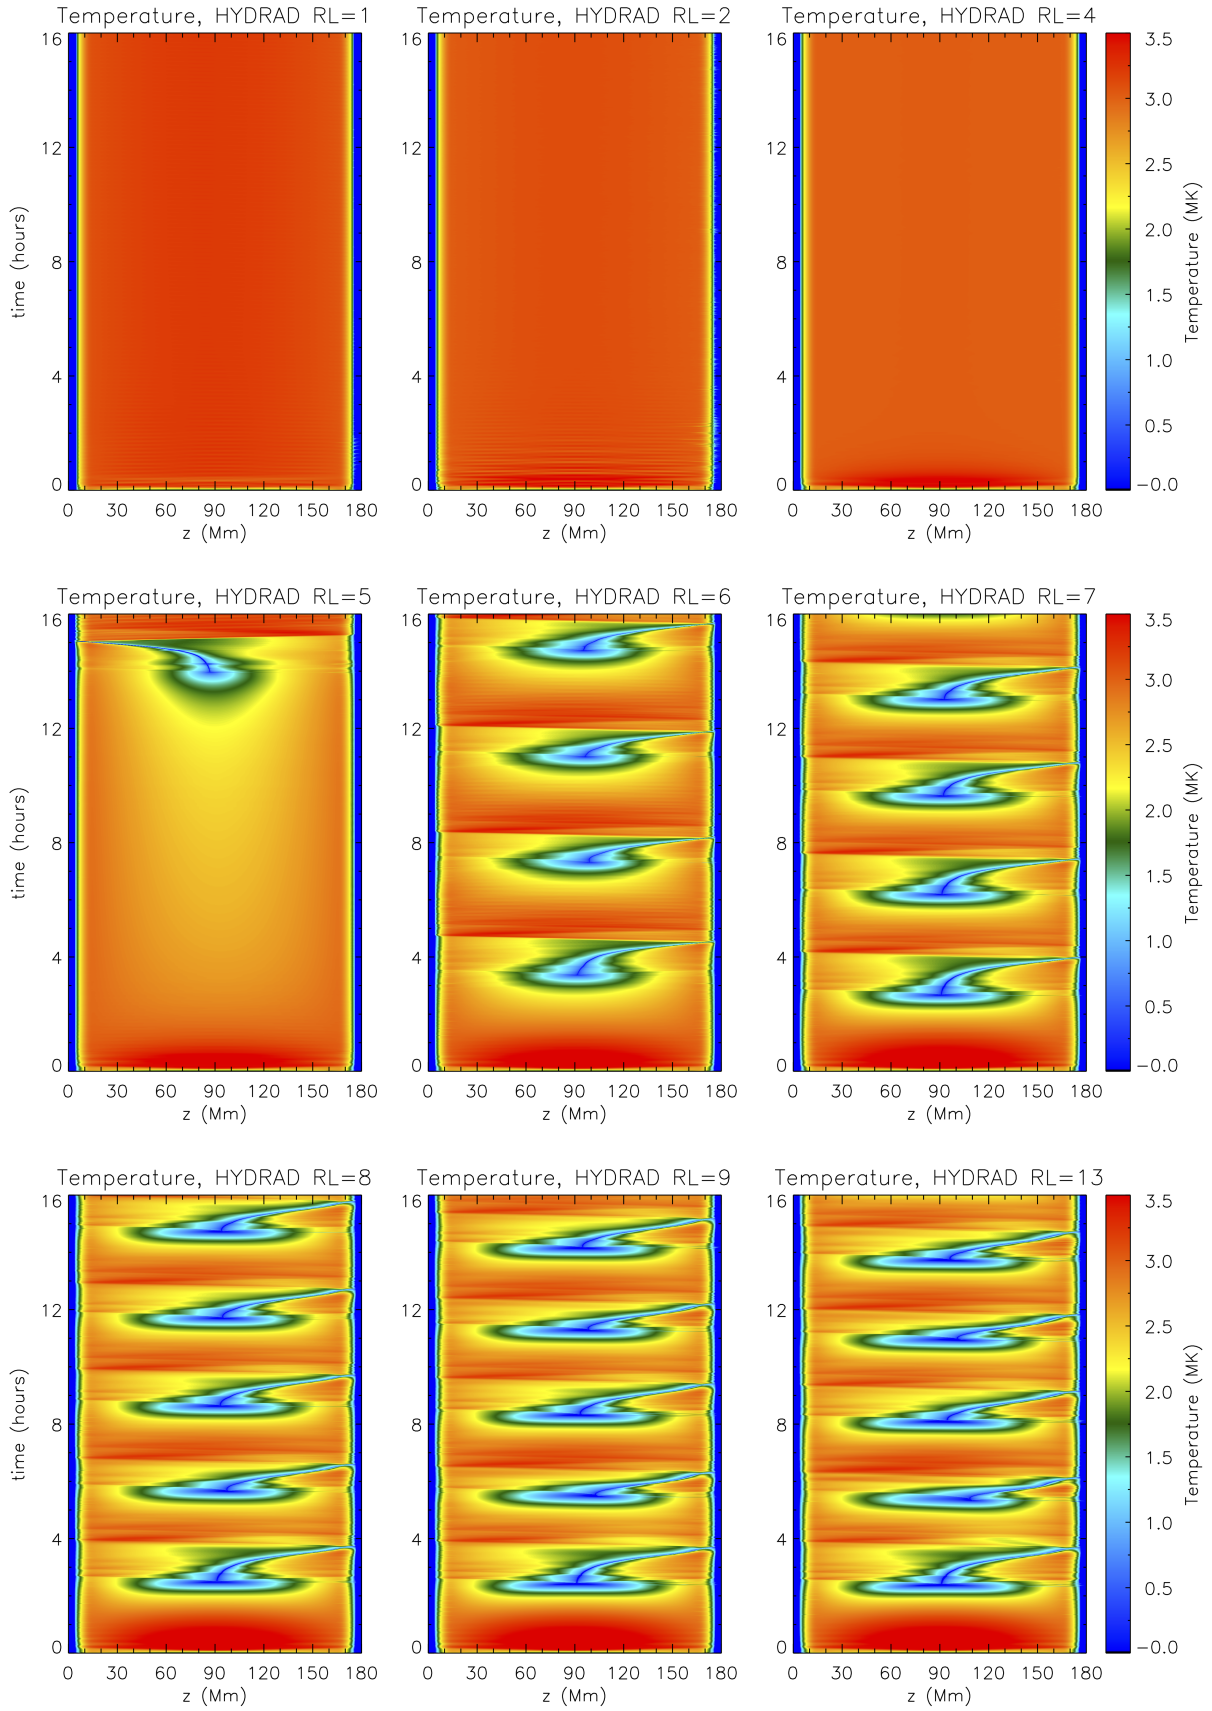 Temperature, HYDRAD RL=1
Temperature, HYDRAD RL=2
Temperature, HYDRAD RL=4
16
12
8
4
0
time (hours)
0 30 60 90 120 150 180
z (Mm)
16
12
8
4
0
0 30 60 90 120 150 180
z (Mm)
16
12
8
4
0
0 30 60 90 120 150 180
z (Mm)
3.5
3.0
2.5
2.0
1.5
1.0
0.5
−0.0
Temperature (MK)
Temperature, HYDRAD RL=5
Temperature, HYDRAD RL=6
Temperature, HYDRAD RL=7
16
12
8
4
0
time (hours)
0 30 60 90 120 150 180
z (Mm)
16
12
8
4
0
0 30 60 90 120 150 180
z (Mm)
16
12
8
4
0
0 30 60 90 120 150 180
z (Mm)
3.5
3.0
2.5
2.0
1.5
1.0
0.5
−0.0
Temperature (MK)
Temperature, HYDRAD RL=8
Temperature, HYDRAD RL=9
Temperature, HYDRAD RL=13
16
12
8
4
0
time (hours)
0 30 60 90 120 150 180
z (Mm)
16
12
8
4
0
0 30 60 90 120 150 180
z (Mm)
16
12
8
4
0
0 30 60 90 120 150 180
z (Mm)
3.5
3.0
2.5
2.0
1.5
1.0
0.5
−0.0
Temperature (MK)